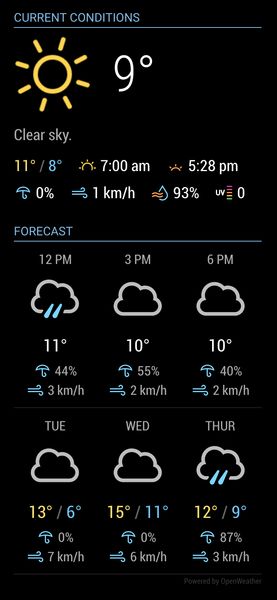 CURRENT CONDITIONS
9°
Clear sky.
11° / 8° 7:00 am 5:28 pm
0% 1 km/h 93% UV 0
FORECAST
12 PM 3 PM 6 PM
11° 10° 10°
44% 55% 40%
3 km/h 2 km/h 2 km/h
TUE WED THUR
13° / 6° 15° / 11° 12° / 9°
0% 0% 87%
7 km/h 6 km/h 3 km/h
Powered by OpenWeather